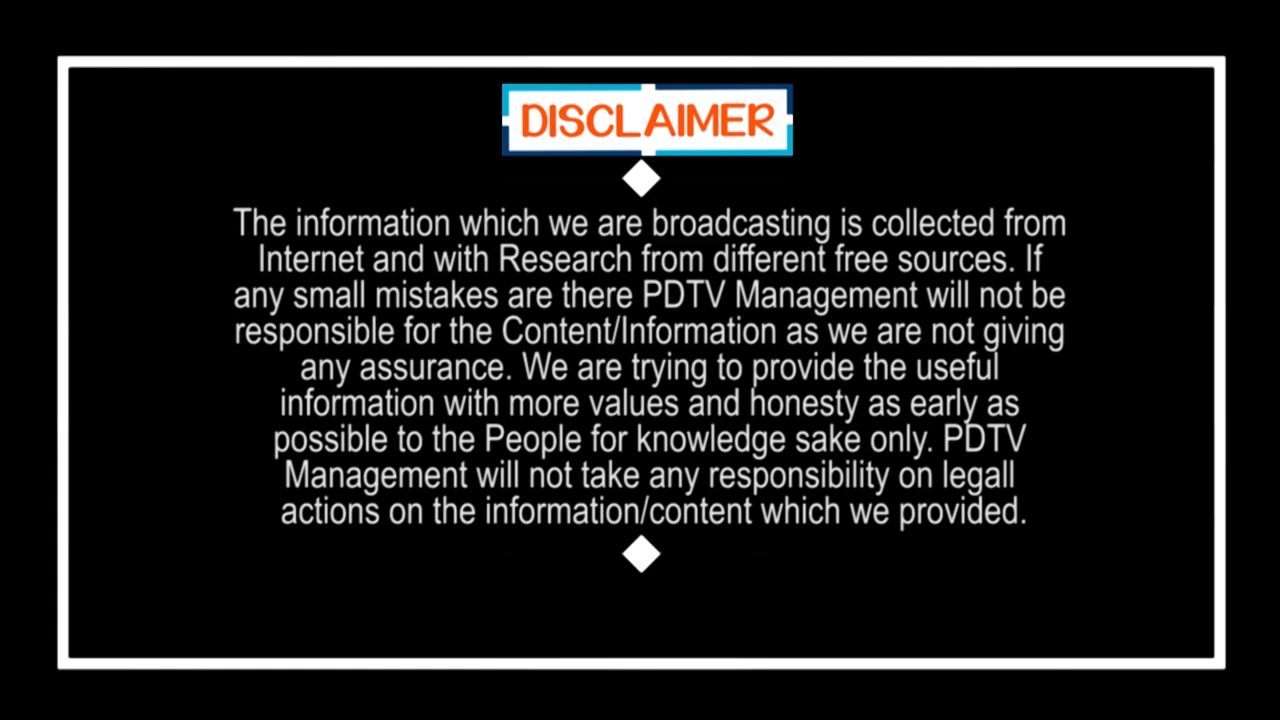 DISCLAIMER
The information which we are broadcasting is collected from
Internet and with Research from different free sources. If
any small mistakes are there PDTV Management will not be
responsible for the Content/Information as we are not giving
any assurance. We are trying to provide the useful
information with more values and honesty as early as
possible to the People for knowledge sake only. PDTV
Management will not take any responsibility on legall
actions on the information/content which we provided.